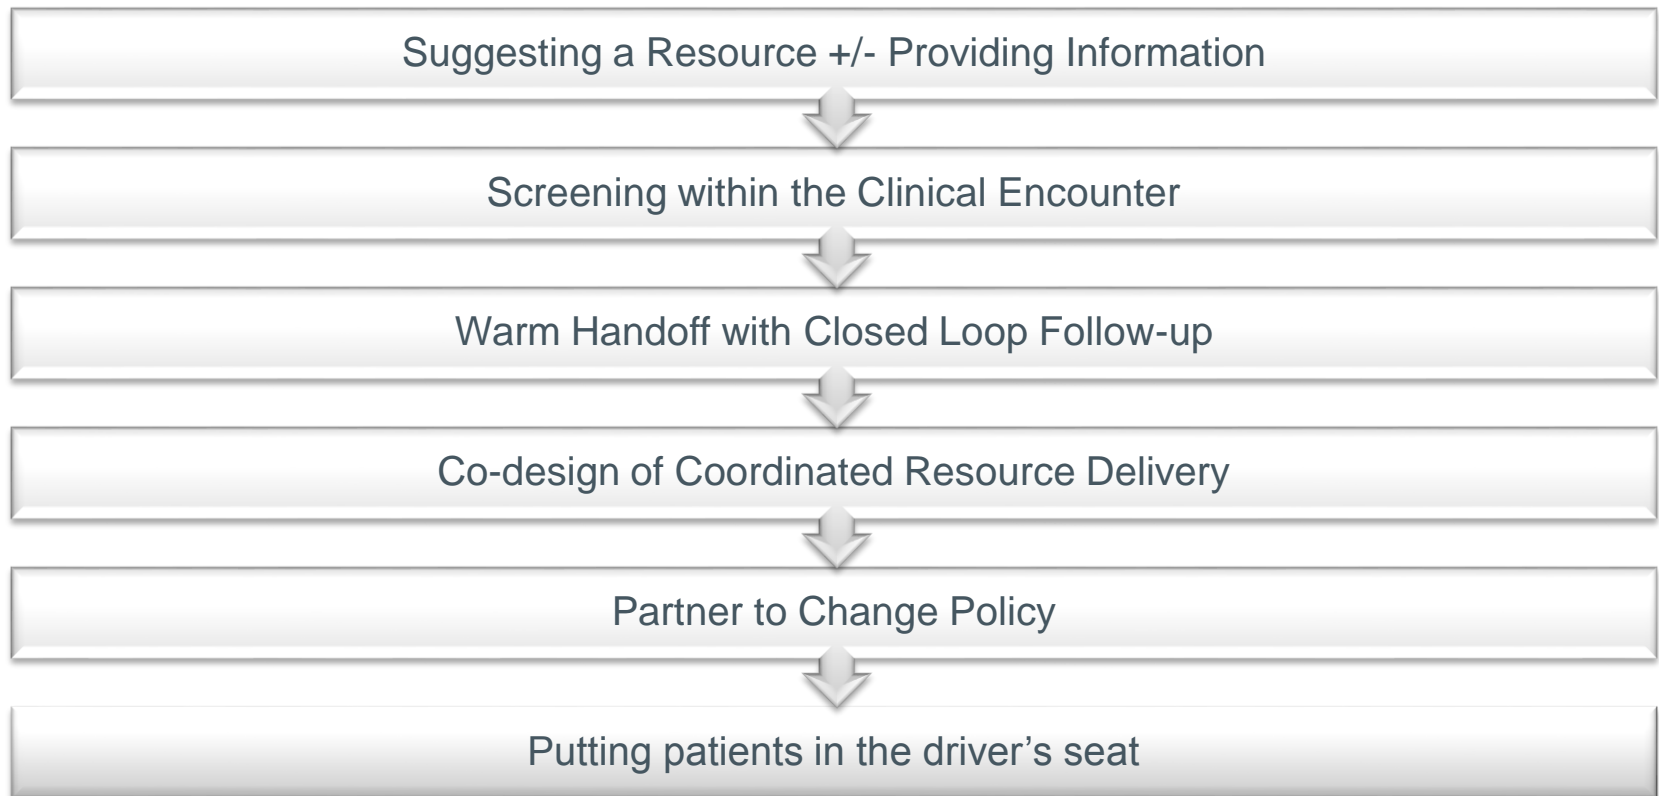 Suggesting a Resource +/- Providing Information
Screening within the Clinical Encounter
Warm Handoff with Closed Loop Follow-up
Co-design of Coordinated Resource Delivery
Partner to Change Policy
Putting patients in the driver’s seat